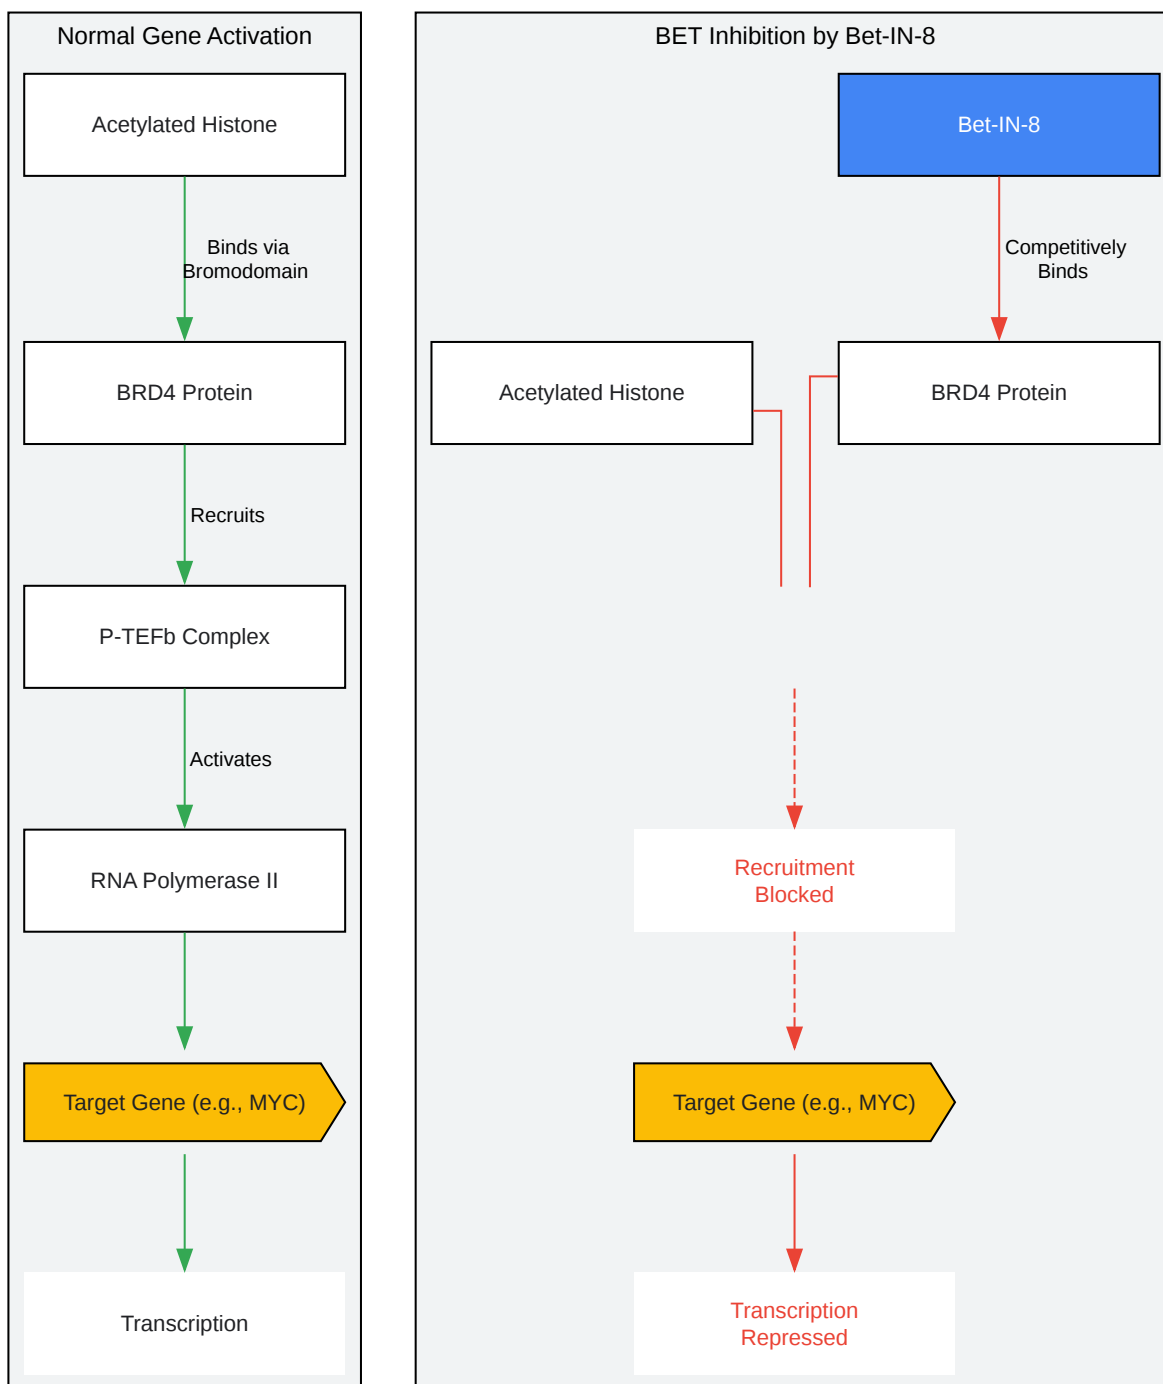 Normal Gene Activation
Acetylated Histone
Binds via
Bromodomain
BRD4 Protein
Recruits
P-TEFb Complex
Activates
RNA Polymerase II
Target Gene (e.g., MYC)
Transcription
BET Inhibition by Bet-IN-8
Bet-IN-8
Competitively
Binds
Acetylated Histone
BRD4 Protein
Recruitment
Blocked
Target Gene (e.g., MYC)
Transcription
Repressed